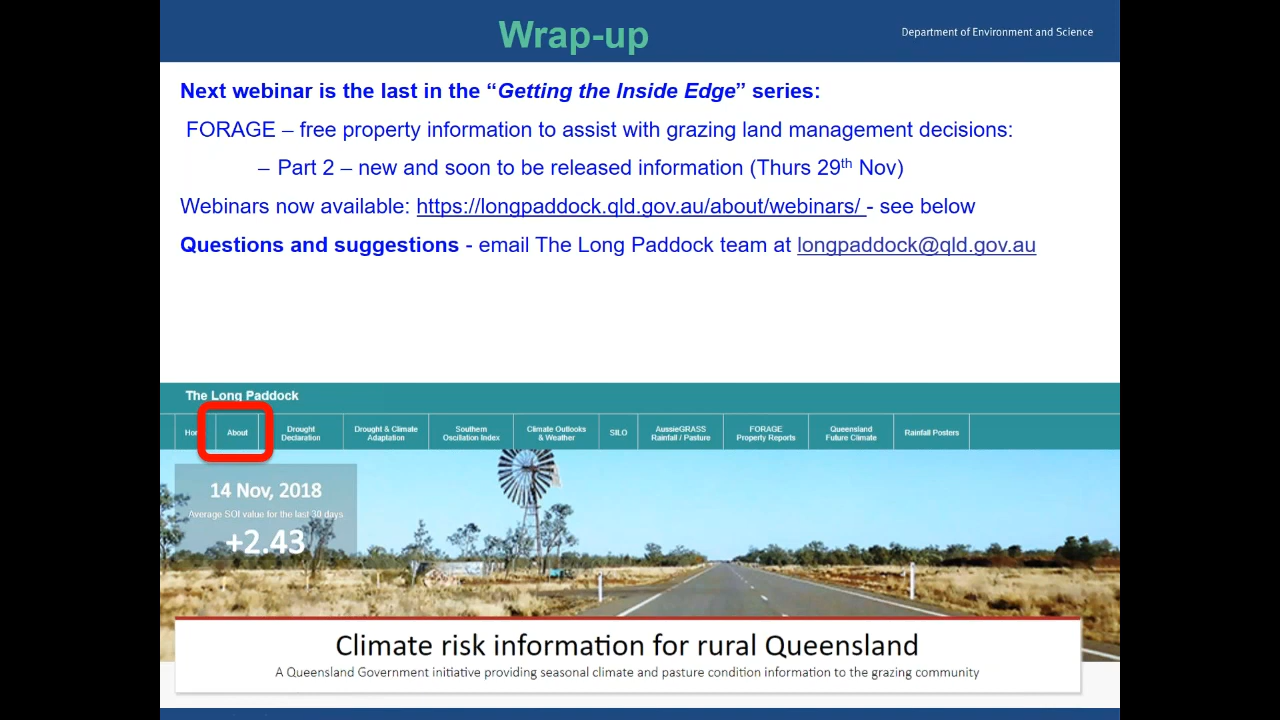 Wrap-up
Department of Environment and Science
Next webinar is the last in the “Getting the Inside Edge” series:
FORAGE – free property information to assist with grazing land management decisions:
– Part 2 – new and soon to be released information (Thurs 29th Nov)
Webinars now available: https://longpaddock.qld.gov.au/about/webinars/ - see below
Questions and suggestions - email The Long Paddock team at longpaddock@qld.gov.au
The Long Paddock
About
Drought
Declaration
Drought & Climate
Adaptation
Southern
Oscillation Index
Climate Outlooks
& Weather
SILO
AussieGRASS
Rainfall / Pasture
FORAGE
Property Reports
Queensland
Future Climate
Rainfall Posters
14 Nov, 2018
Average SOI value for the last 30 days
+2.43
Climate risk information for rural Queensland
A Queensland Government initiative providing seasonal climate and pasture condition information to the grazing community